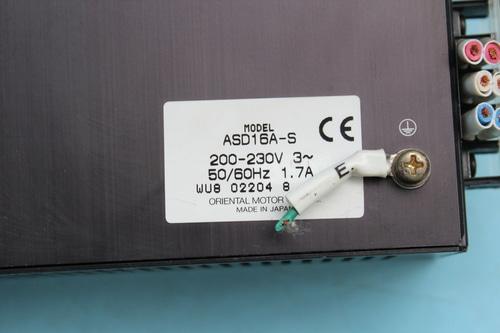 MODEL
ASD16A-S
CE
200-230V 3~
50/60Hz 1.7A
WU8 02204 8
ORIENTAL MOTOR
MADE IN JAPAN
E